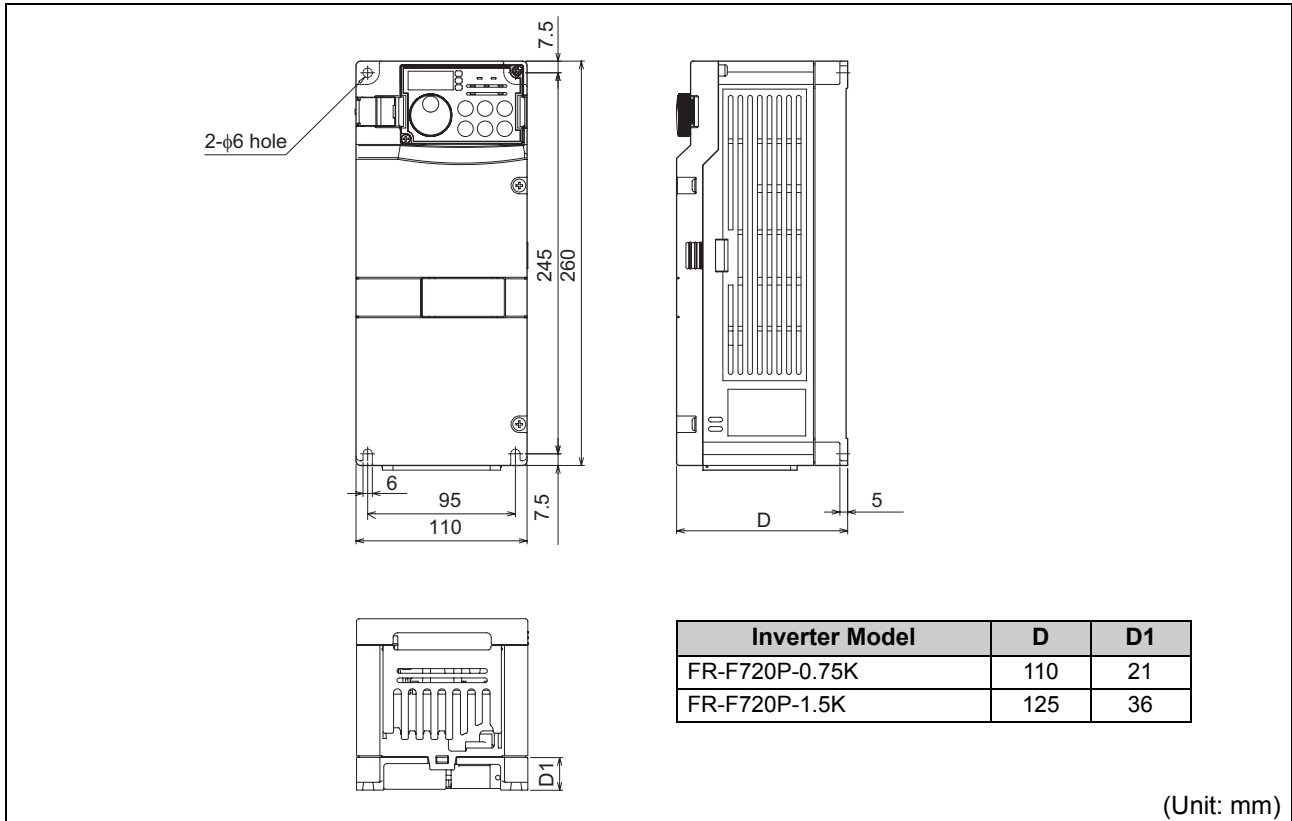 7.5
2-ϕ6 hole
245
260
6
95
7.5
110
5
D
D1
Inverter Model D D1
FR-F720P-0.75K 110 21
FR-F720P-1.5K 125 36
(Unit: mm)